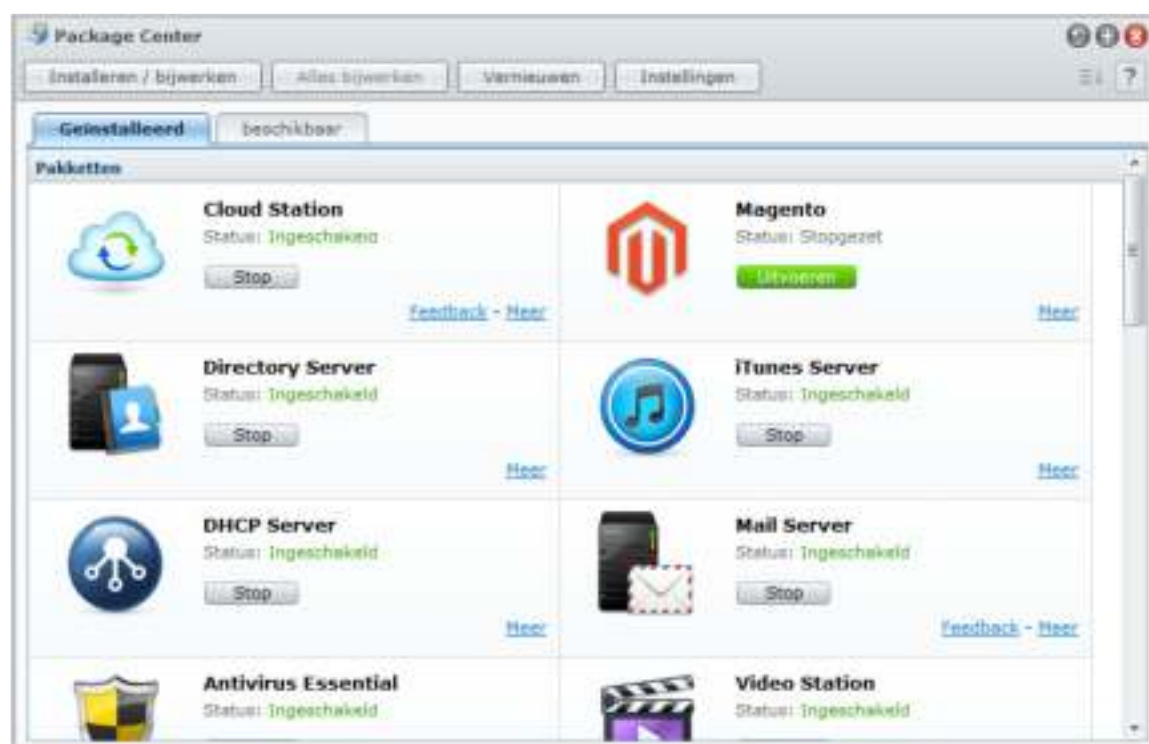 Package Center
Installeren / bijwerken Alles bijwerken Vernieuwen Instellingen
?
Geïnstalleerd beschikbaar
Pakketten
Cloud Station
Status: Ingeschakeld
Stop
Feedback - Meer
Magento
Status: Stopgezet
Uitvoeren
Meer
Directory Server
Status: Ingeschakeld
Stop
Meer
iTunes Server
Status: Ingeschakeld
Stop
Meer
DHCP Server
Status: Ingeschakeld
Stop
Meer
Mail Server
Status: Ingeschakeld
Stop
Feedback - Meer
Antivirus Essential
Status: Ingeschakeld
Video Station
Status: Ingeschakeld